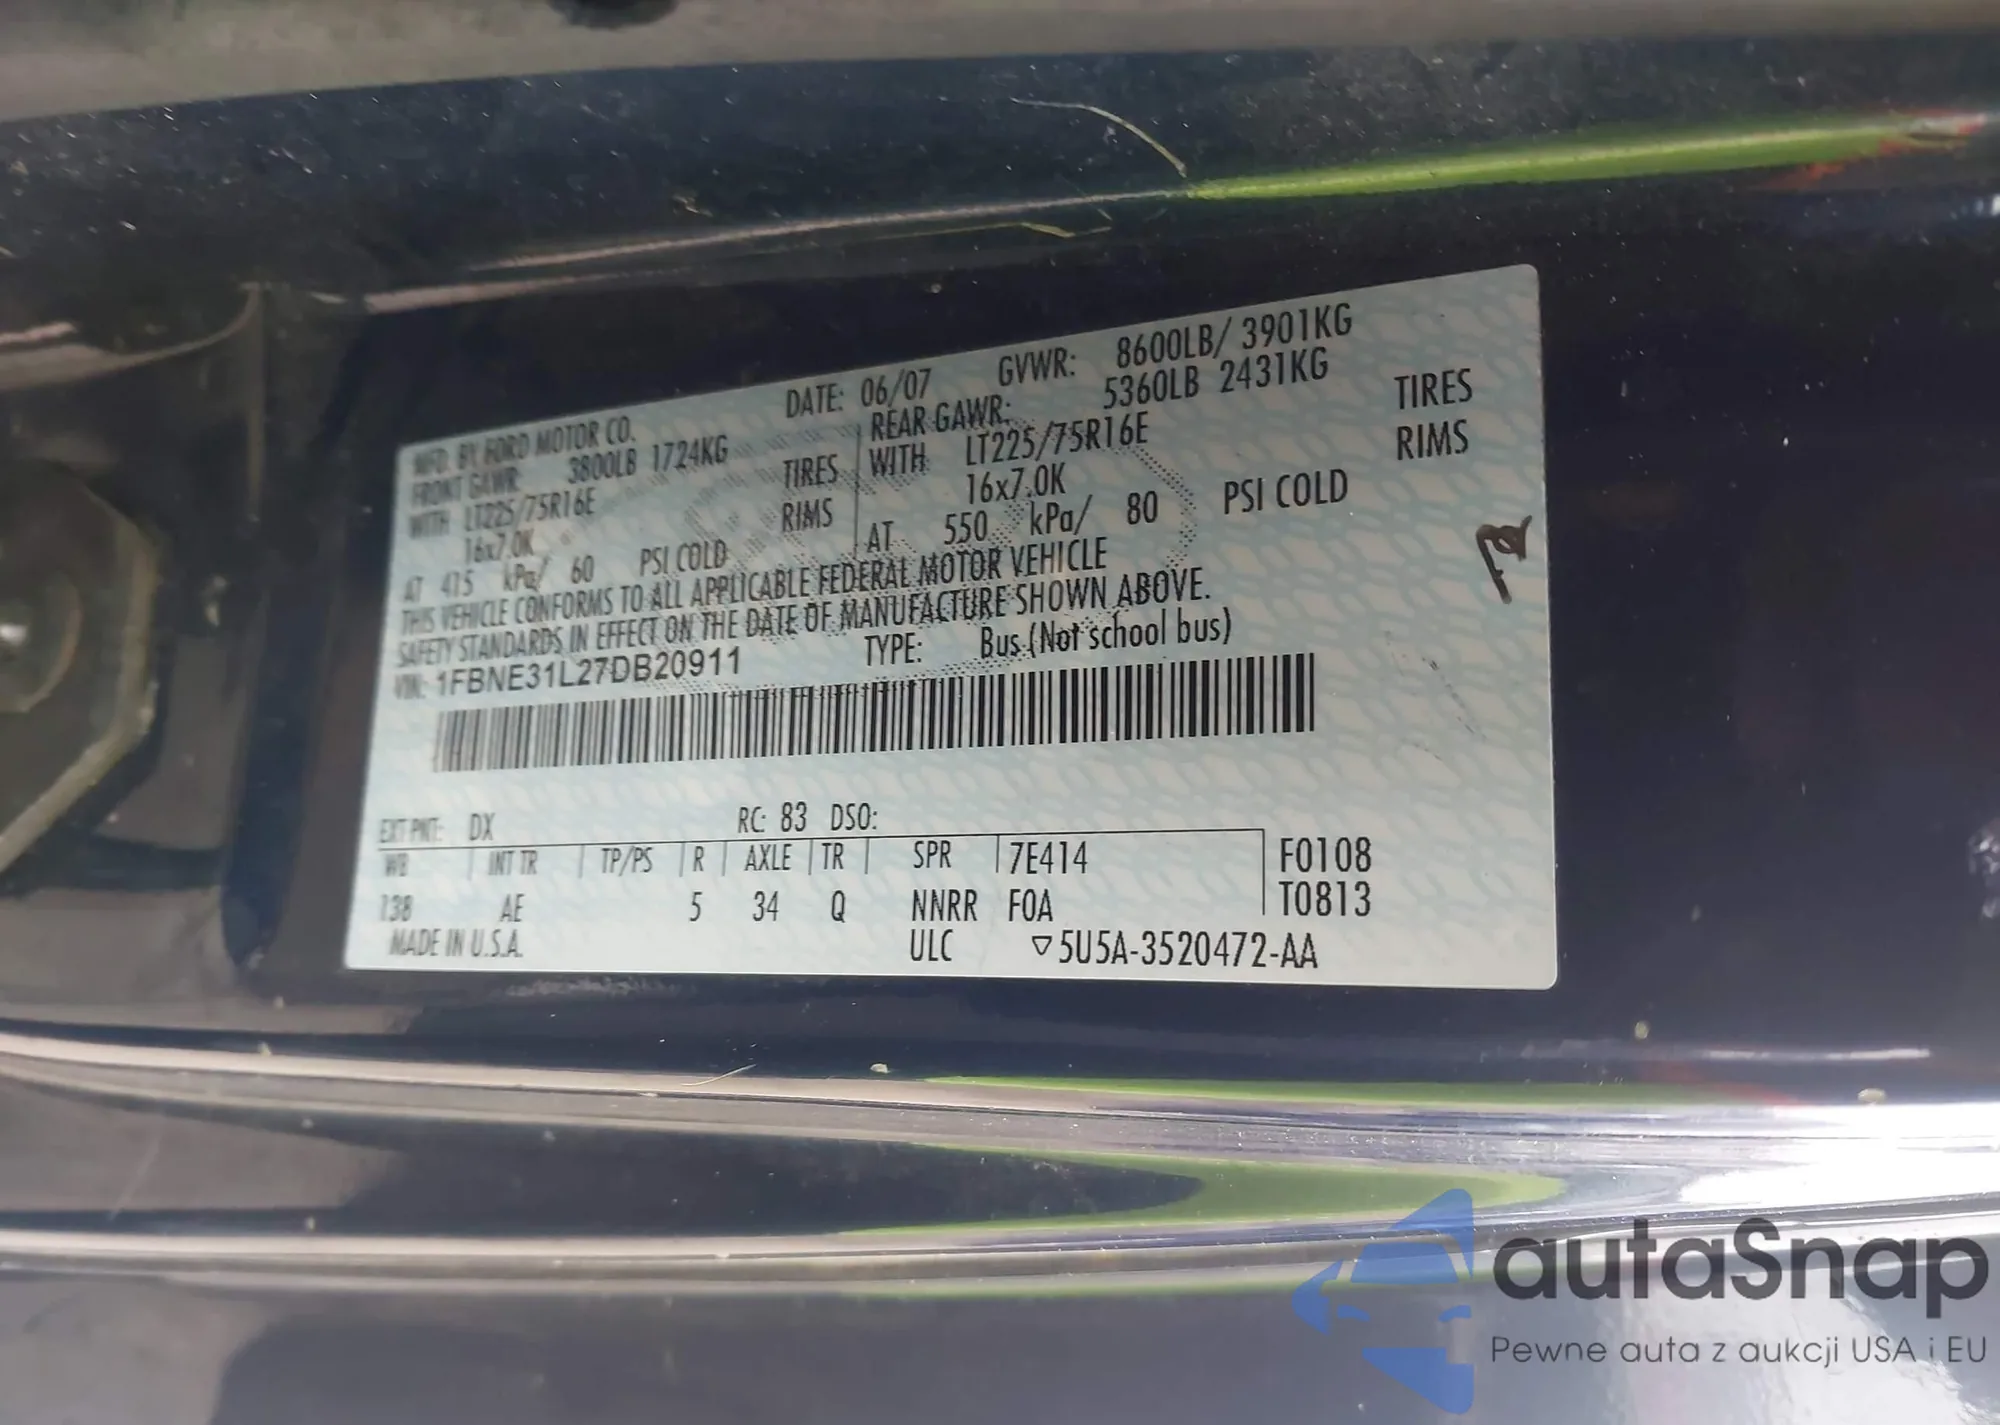 MFD. BY FORD MOTOR CO. DATE: 06/07 GVWR: 8600LB/ 3901KG
FRONT GAWR: 3800LB 1724KG REAR GAWR: 5360LB 2431KG
WITH LT225/75R16E TIRES WITH LT225/75R16E TIRES
16x7.0K RIMS 16x7.0K RIMS
AT 415 kPa/ 60 PSI COLD AT 550 kPa/ 80 PSI COLD
THIS VEHICLE CONFORMS TO ALL APPLICABLE FEDERAL MOTOR VEHICLE
SAFETY STANDARDS IN EFFECT ON THE DATE OF MANUFACTURE SHOWN ABOVE.
VIN: 1FBNE31L27DB20911 TYPE: Bus (Not school bus)
EXT PNT: DX RC: 83 DSO:
WB INT TR TP/PS R AXLE TR SPR 7E414 F0108
138 AE 5 34 Q NNRR FOA T0813
MADE IN U.S.A. ULC ▽5U5A-3520472-AA
autaSnap
Pewne auta z aukcji USA i EU